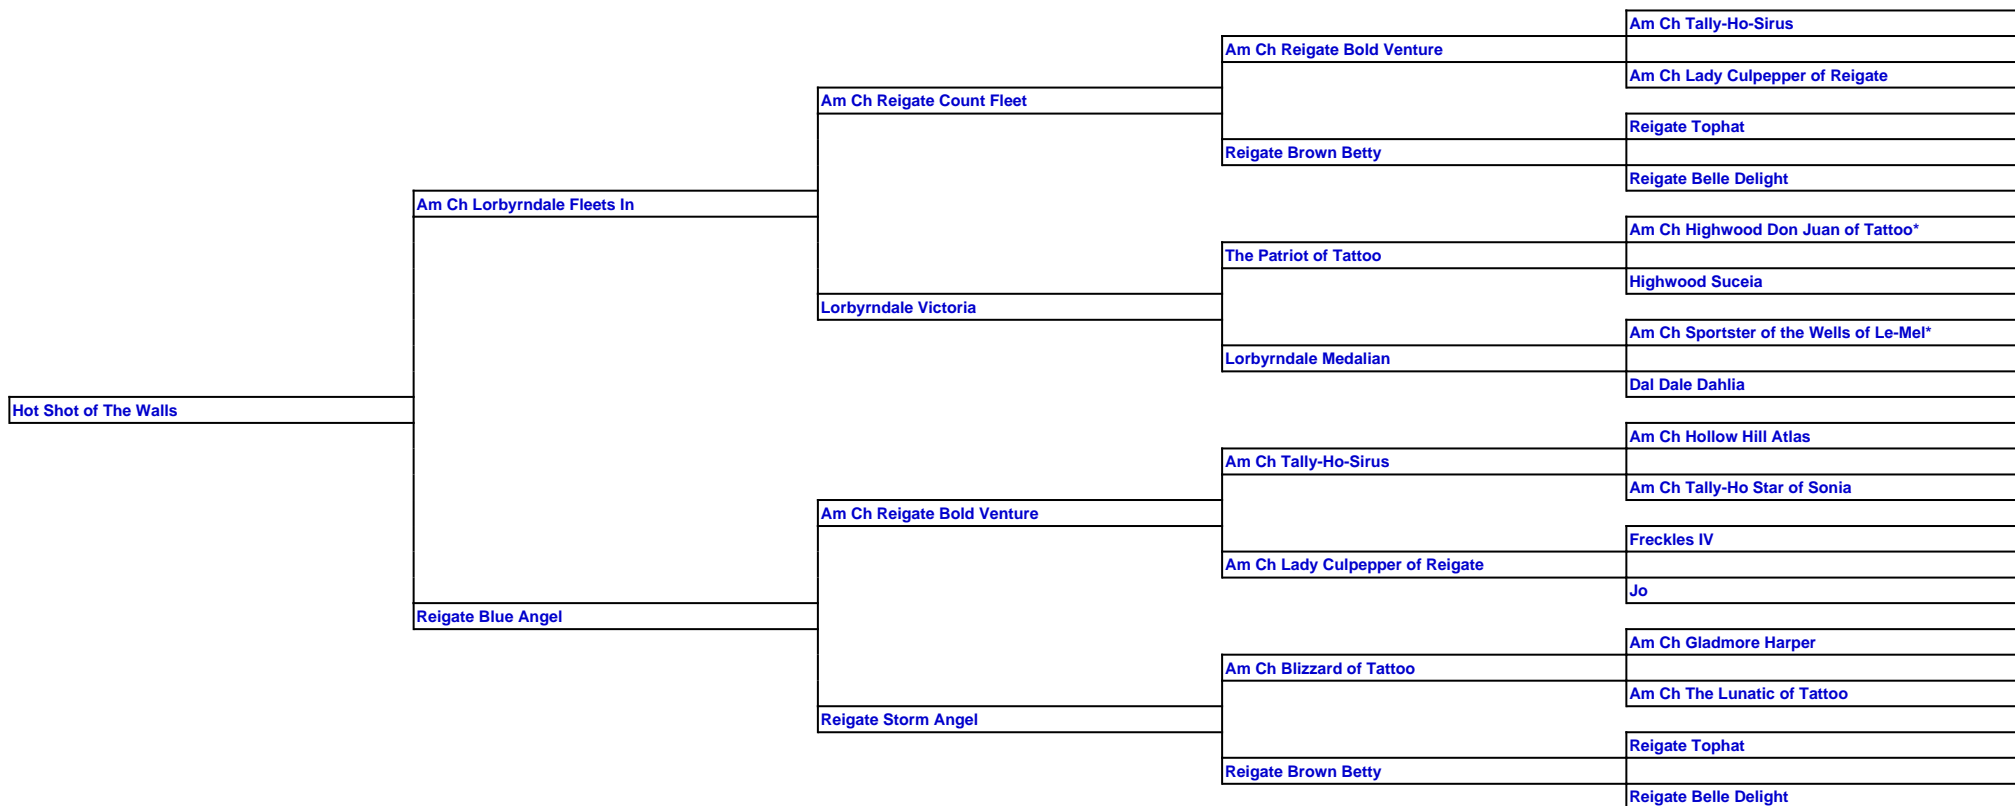 Am Ch Tally-Ho-Sirus
Am Ch Reigate Bold Venture
Am Ch Lady Culpepper of Reigate
Am Ch Reigate Count Fleet
Reigate Tophat
Reigate Brown Betty
Reigate Belle Delight
Am Ch Lorbyrndale Fleets In
Am Ch Highwood Don Juan of Tattoo*
The Patriot of Tattoo
Highwood Suceia
Lorbyrndale Victoria
Am Ch Sportster of the Wells of Le-Mel*
Lorbyrndale Medalian
Dal Dale Dahlia
Hot Shot of The Walls
Am Ch Hollow Hill Atlas
Am Ch Tally-Ho-Sirus
Am Ch Tally-Ho Star of Sonia
Am Ch Reigate Bold Venture
Freckles IV
Am Ch Lady Culpepper of Reigate
Jo
Reigate Blue Angel
Am Ch Gladmore Harper
Am Ch Blizzard of Tattoo
Am Ch The Lunatic of Tattoo
Reigate Storm Angel
Reigate Tophat
Reigate Brown Betty
Reigate Belle Delight